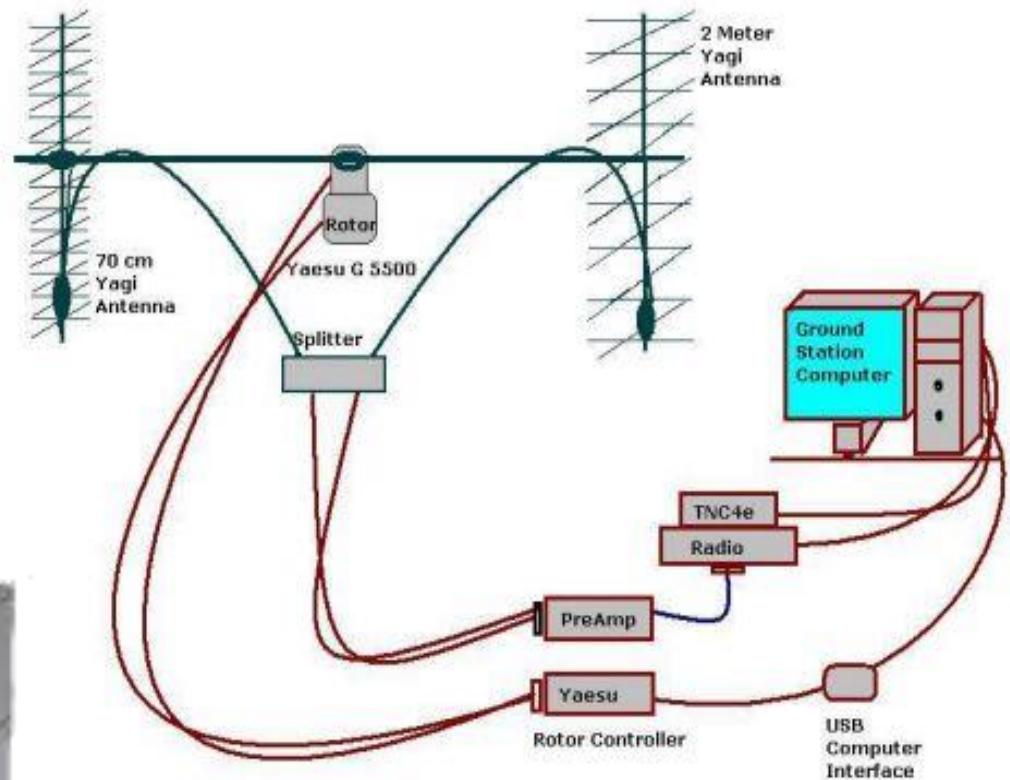 2 Meter
Yagi
Antenna
Rotor
Yaesu G 5500
70 cm
Yagi
Antenna
Splitter
Ground
Station
Computer
TNC4e
Radio
PreAmp
Yaesu
Rotor Controller
USB
Computer
Interface